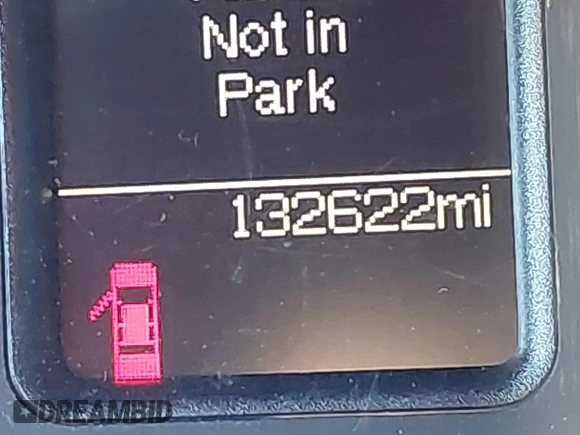 Not in
Park
132622mi
DREAMBID